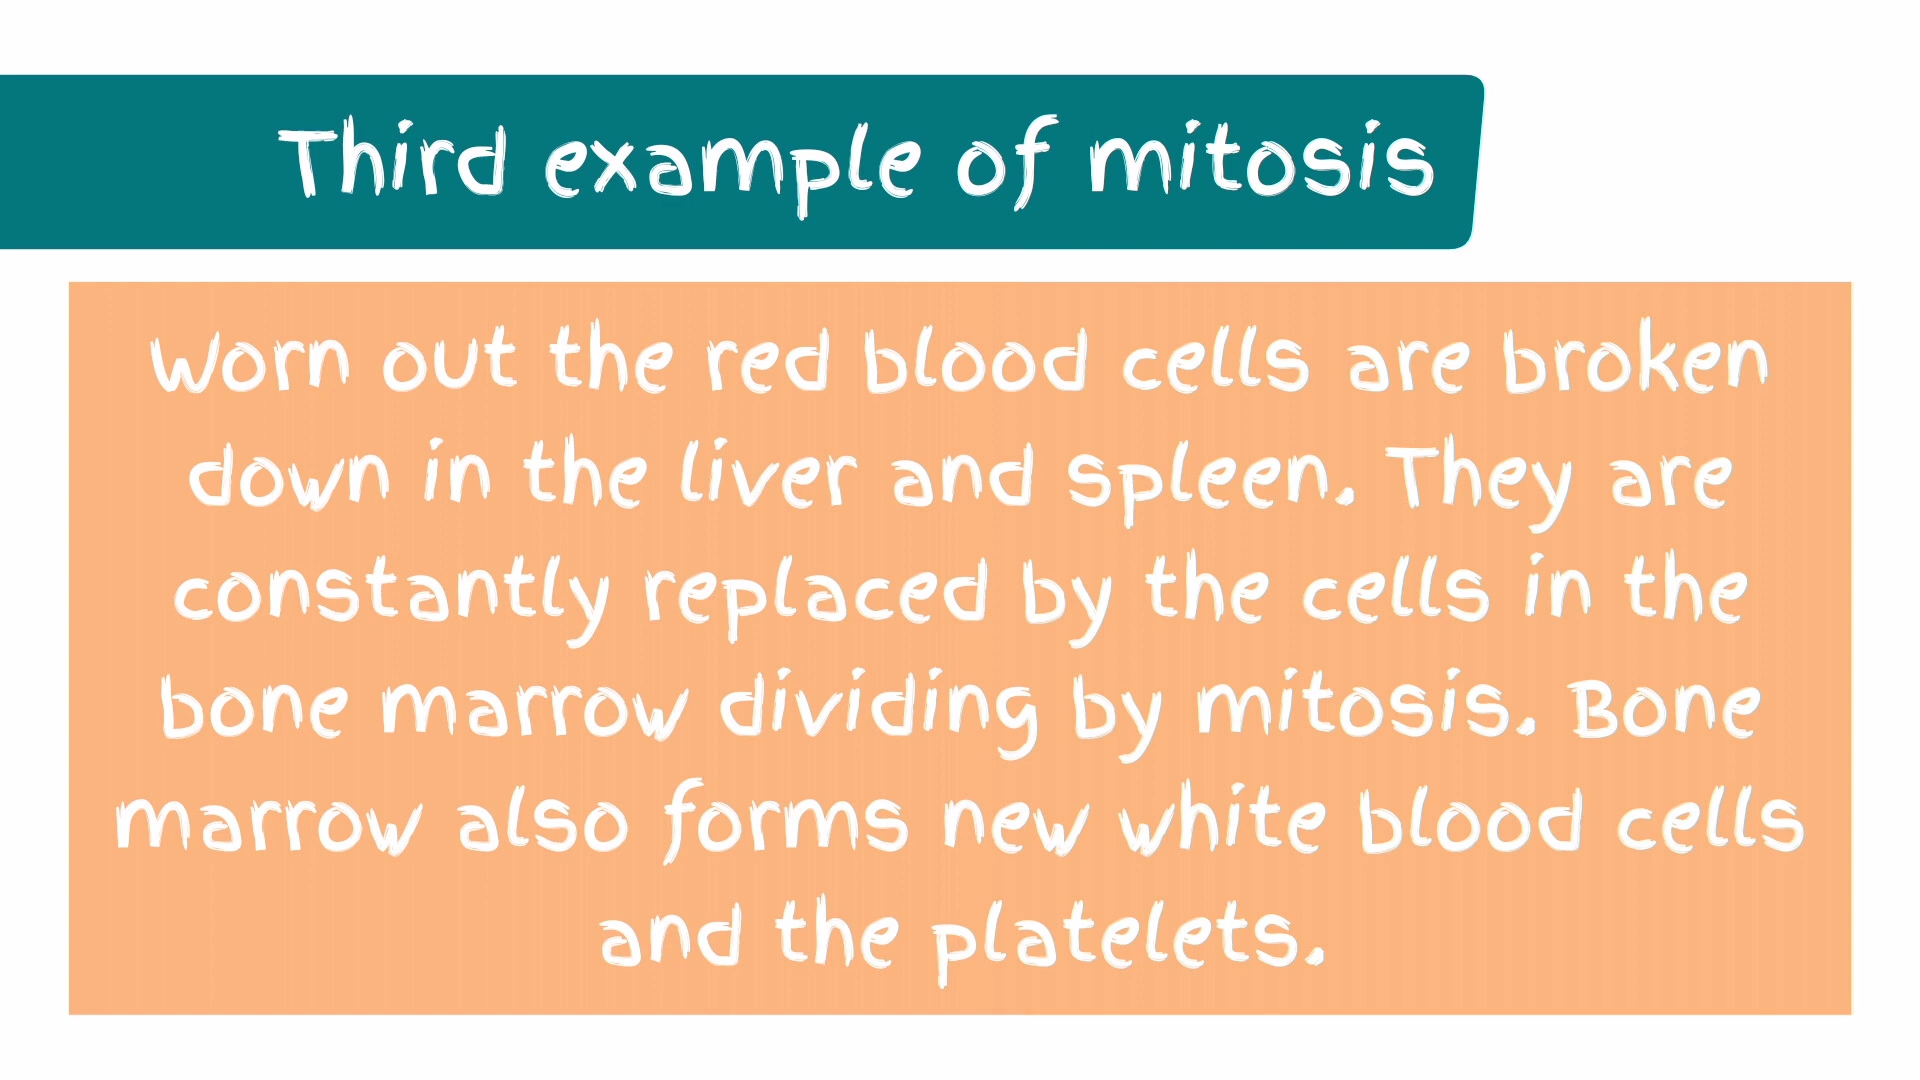 Third example of mitosis
Worn out the red blood cells are broken
down in the liver and spleen. They are
constantly replaced by the cells in the
bone marrow dividing by mitosis. Bone
marrow also forms new white blood cells
and the platelets.